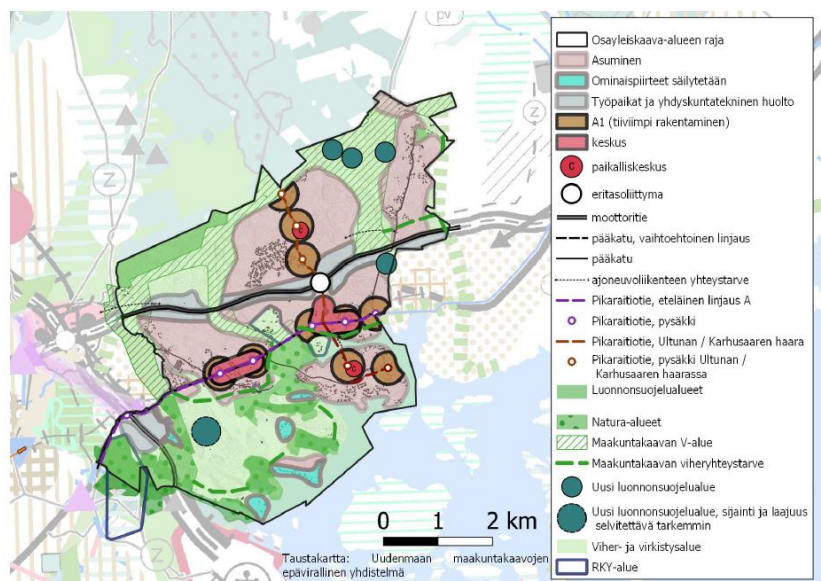 pv
Z
Z
Z
C
C
0 1 2 km
Taustakartta: Uudenmaan maakuntakaavojen
epävirallinen yhdistelmä
Osayleiskaava-alueen raja
Asuminen
Ominaispiirteet säilytetään
Työpaikat ja yhdyskuntatekninen huolto
A1 (tiiviimpi rakentaminen)
keskus
C paikalliskeskus
eritasoliittyma
moottoritie
pääkatu, vaihtoehtoinen linjaus
pääkatu
ajoneuvoliikenteen yhteystarve
Pikaraitiotie, eteläinen linjaus A
Pikaraitiotie, pysäkki
Pikaraitiotie, Ultunan / Karhusaaren haara
Pikaraitiotie, pysäkki Ultunan /
Karhusaaren haarassa
Luonnonsuojelualueet
Natura-alueet
Maakuntakaavan V-alue
Maakuntakaavan viheryhteystarve
Uusi luonnonsuojelualue
Uusi luonnonsuojelualue, sijainti ja laajuus
selvitettävä tarkemmin
Viher- ja virkistysalue
RKY-alue